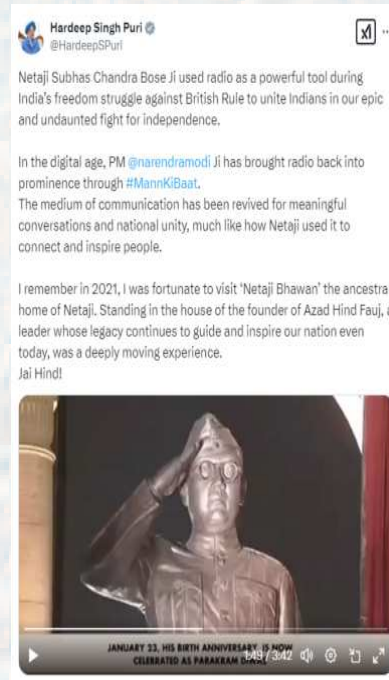 Hardeep Singh Puri
@HardeepSPuri
Netaji Subhas Chandra Bose Ji used radio as a powerful tool during
India's freedom struggle against British Rule to unite Indians in our epic
and undaunted fight for independence.
In the digital age, PM @narendramodi Ji has brought radio back into
prominence through #MannKiBaat.
The medium of communication has been revived for meaningful
conversations and national unity, much like how Netaji used it to
connect and inspire people.
I remember in 2021, I was fortunate to visit 'Netaji Bhawan' the ancestra
home of Netaji. Standing in the house of the founder of Azad Hind Fauj, a
leader whose legacy continues to guide and inspire our nation even
today, was a deeply moving experience.
Jai Hind!
JANUARY 23, HIS BIRTH ANNIVERSARY, IS NOW
CELEBRATED AS PARAKRAM DIWAS
1:49 / 3:42